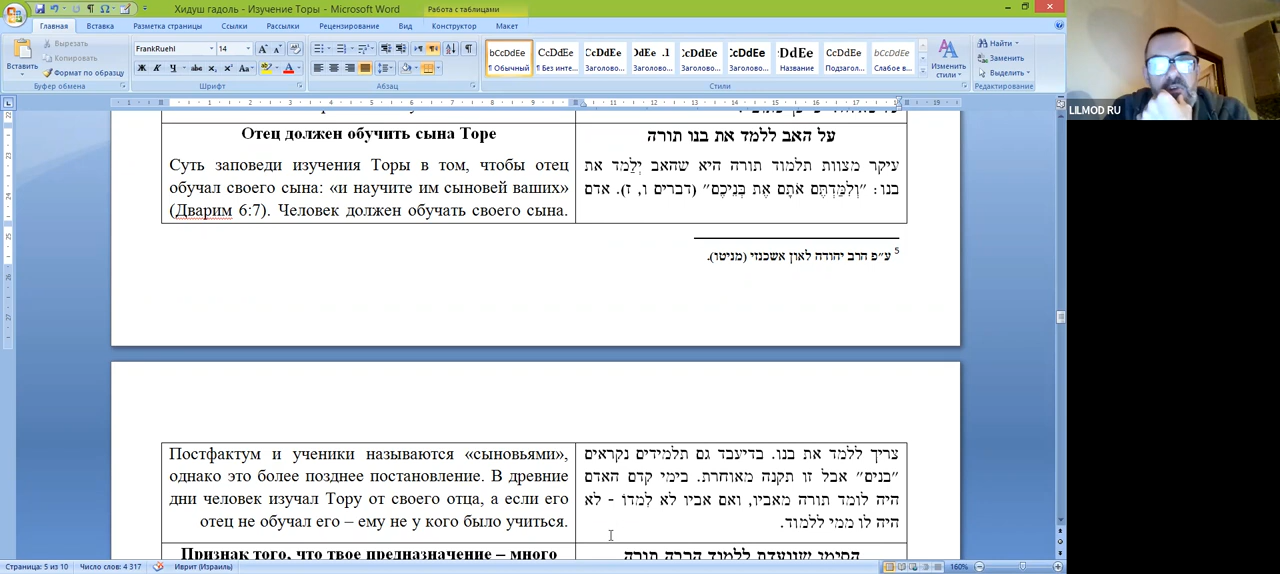 Хидуш гадоль - Изучение Торы - Microsoft Word
Работа с таблицами
Главная Вставка Разметка страницы Ссылки Рассылки Рецензирование Вид Конструктор Макет
Вставить
Вырезать
Копировать
Формат по образцу
Буфер обмена
FrankRuehl 14
Шрифт
Абзац
¶ Обычный ¶ Без инте... Заголово... Заголово... Заголово... Заголово... Название Подзагол... Слабое в...
Изменить стили
Стили
Найти
Заменить
Выделить
Редактирование
LILMOD RU
Отец должен обучить сына Торе
Суть заповеди изучения Торы в том, чтобы отец
обучал своего сына: «и научите им сыновей ваших»
(Дварим 6:7). Человек должен обучать своего сына.
על האב ללמד את בנו תורה
עיקר מצוות תלמוד תורה היא שהאב יְלַמד את
בנו: "וְלִמַּדְתֶּם אֹתָם אֶת בְּנֵיכֶם" (דברים ו, ז). אדם
5 ע"פ הרב יהודה לאון אשכנזי (מניטו).
Постфактум и ученики называются «сыновьями»,
однако это более позднее постановление. В древние
дни человек изучал Тору от своего отца, а если его
отец не обучал его – ему не у кого было учиться.
צריך ללמד את בנו. בדיעבד גם תלמידים נקראים
"בנים" אבל זו תקנה מאוחרת. בימי קדם האדם
היה לומד תורה מאביו, ואם אביו לא לִמדוֹ - לא
היה לו ממי ללמוד.
Признак того, что твое предназначение – много
הסימן שנועדת ללמוד הרבה תורה
Страница: 5 из 10 Число слов: 4 317 Иврит (Израиль) 160%